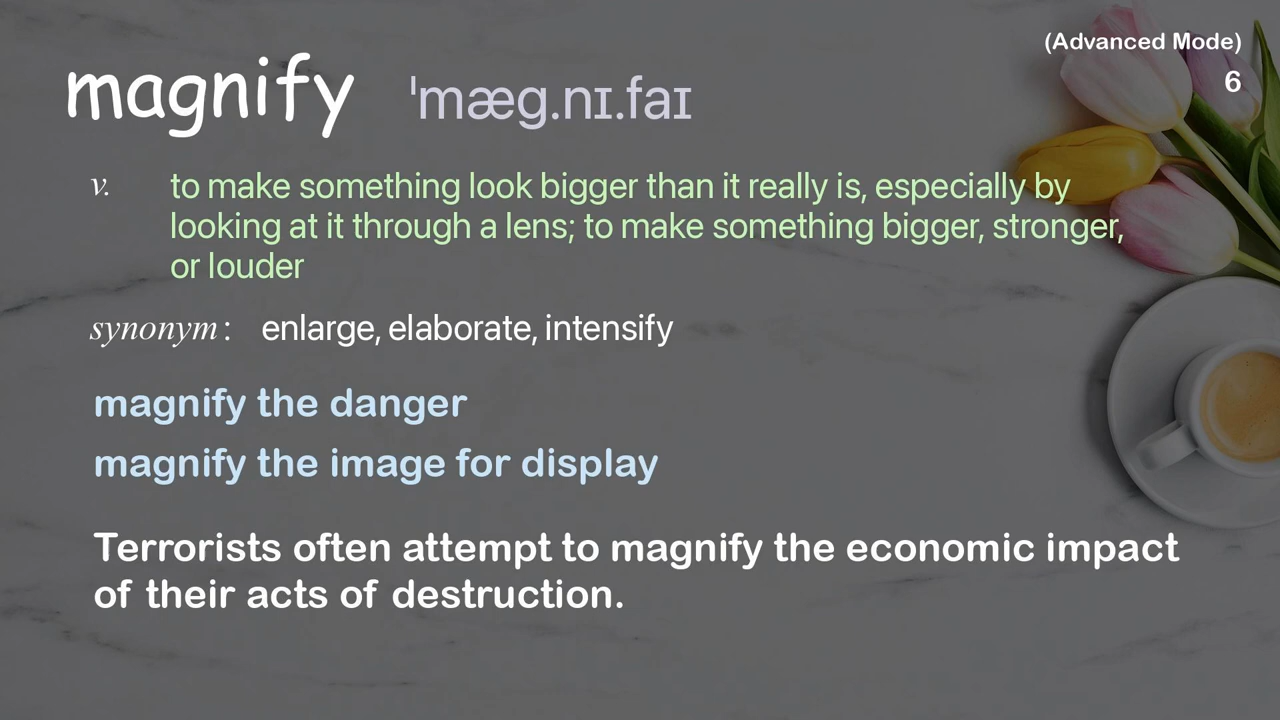 (Advanced Mode)
6
magnify ˈmæg.nɪ.faɪ
v. to make something look bigger than it really is, especially by
looking at it through a lens; to make something bigger, stronger,
or louder
synonym: enlarge, elaborate, intensify
magnify the danger
magnify the image for display
Terrorists often attempt to magnify the economic impact
of their acts of destruction.